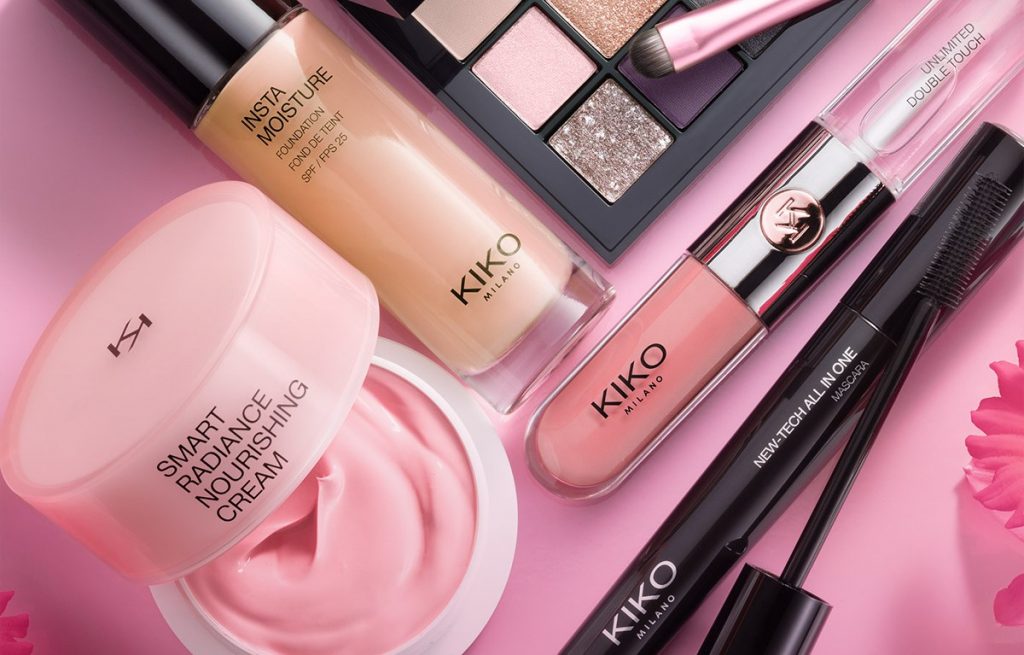 INSTA
MOISTURE
FOUNDATION
FOND DE TEINT
SPF / FPS 25
KIKO
MILANO
UNLIMITED
DOUBLE TOUCH
KIKO
MILANO
SMART
RADIANCE
NOURISHING
CREAM
NEW-TECH ALL IN ONE
MASCARA
KIKO
MILANO